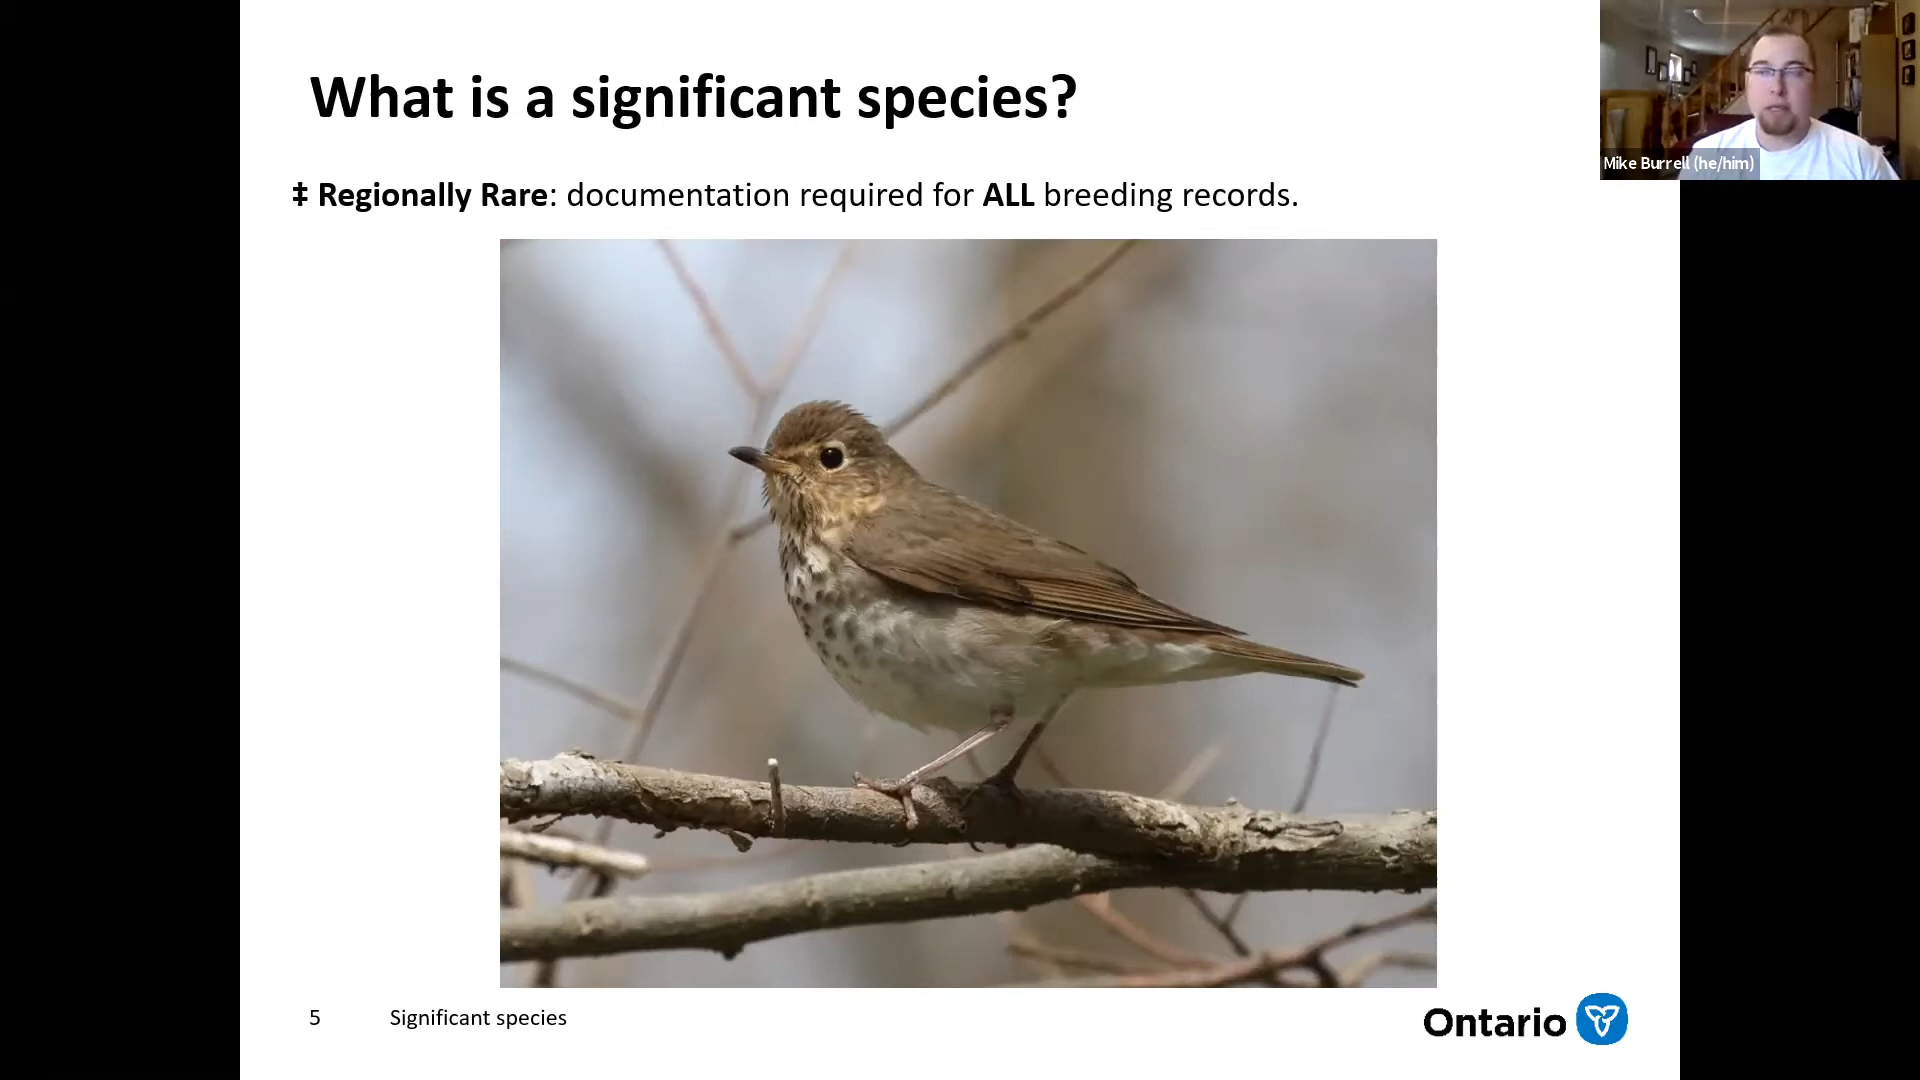 What is a significant species?
Mike Burrell (he/him)
‡ Regionally Rare: documentation required for ALL breeding records.
5 Significant species
Ontario